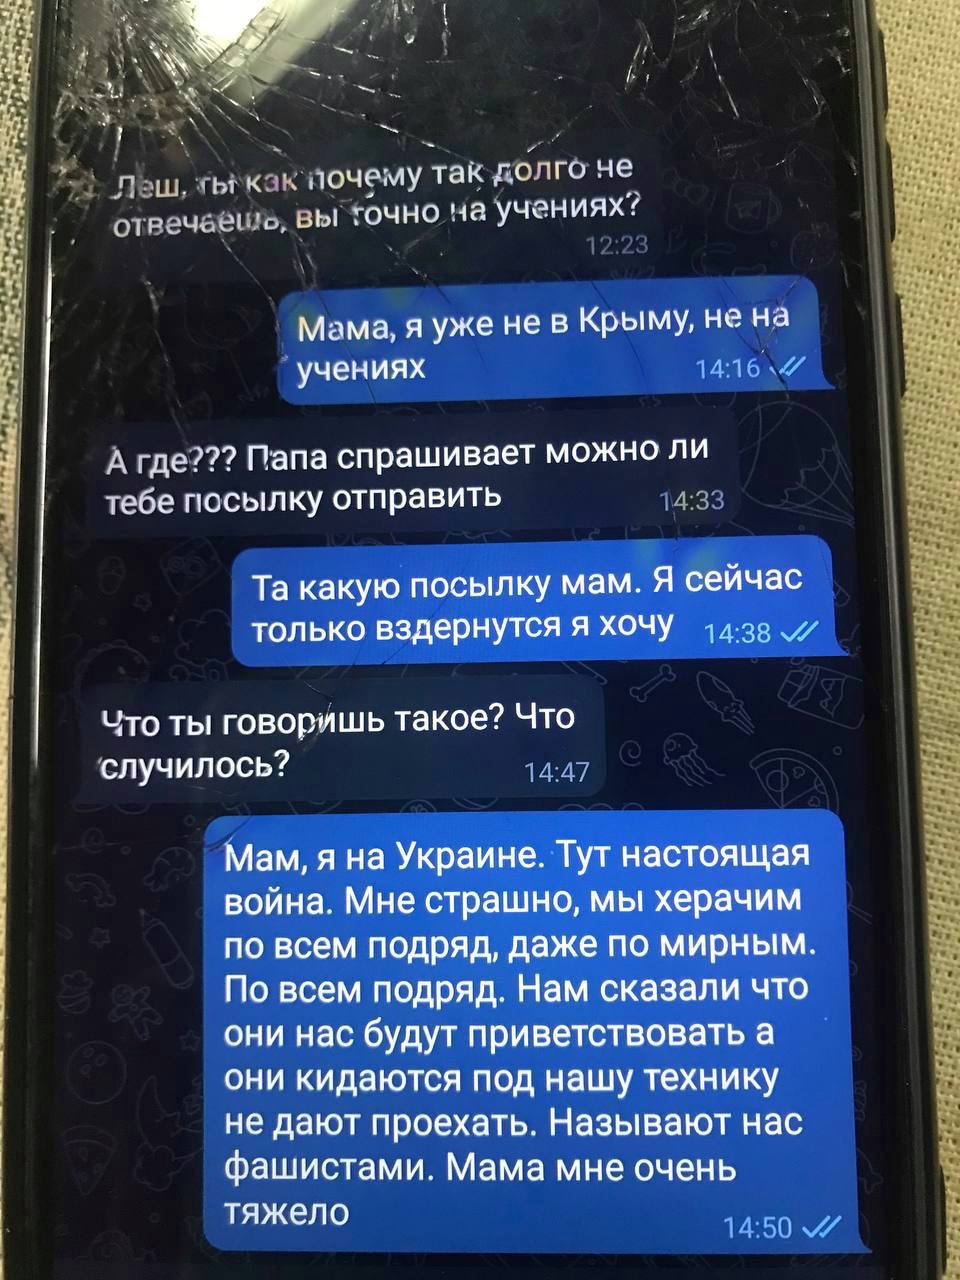 Леш, ты как почему так долго не
отвечаешь, вы точно на учениях?
12:23
Мама, я уже не в Крыму, не на
учениях 14:16
А где??? Папа спрашивает можно ли
тебе посылку отправить 14:33
Та какую посылку мам. Я сейчас
только вздернутся я хочу 14:38
Что ты говоришь такое? Что
случилось? 14:47
Мам, я на Украине. Тут настоящая
война. Мне страшно, мы херачим
по всем подряд, даже по мирным.
По всем подряд. Нам сказали что
они нас будут приветствовать а
они кидаются под нашу технику
не дают проехать. Называют нас
фашистами. Мама мне очень
тяжело 14:50